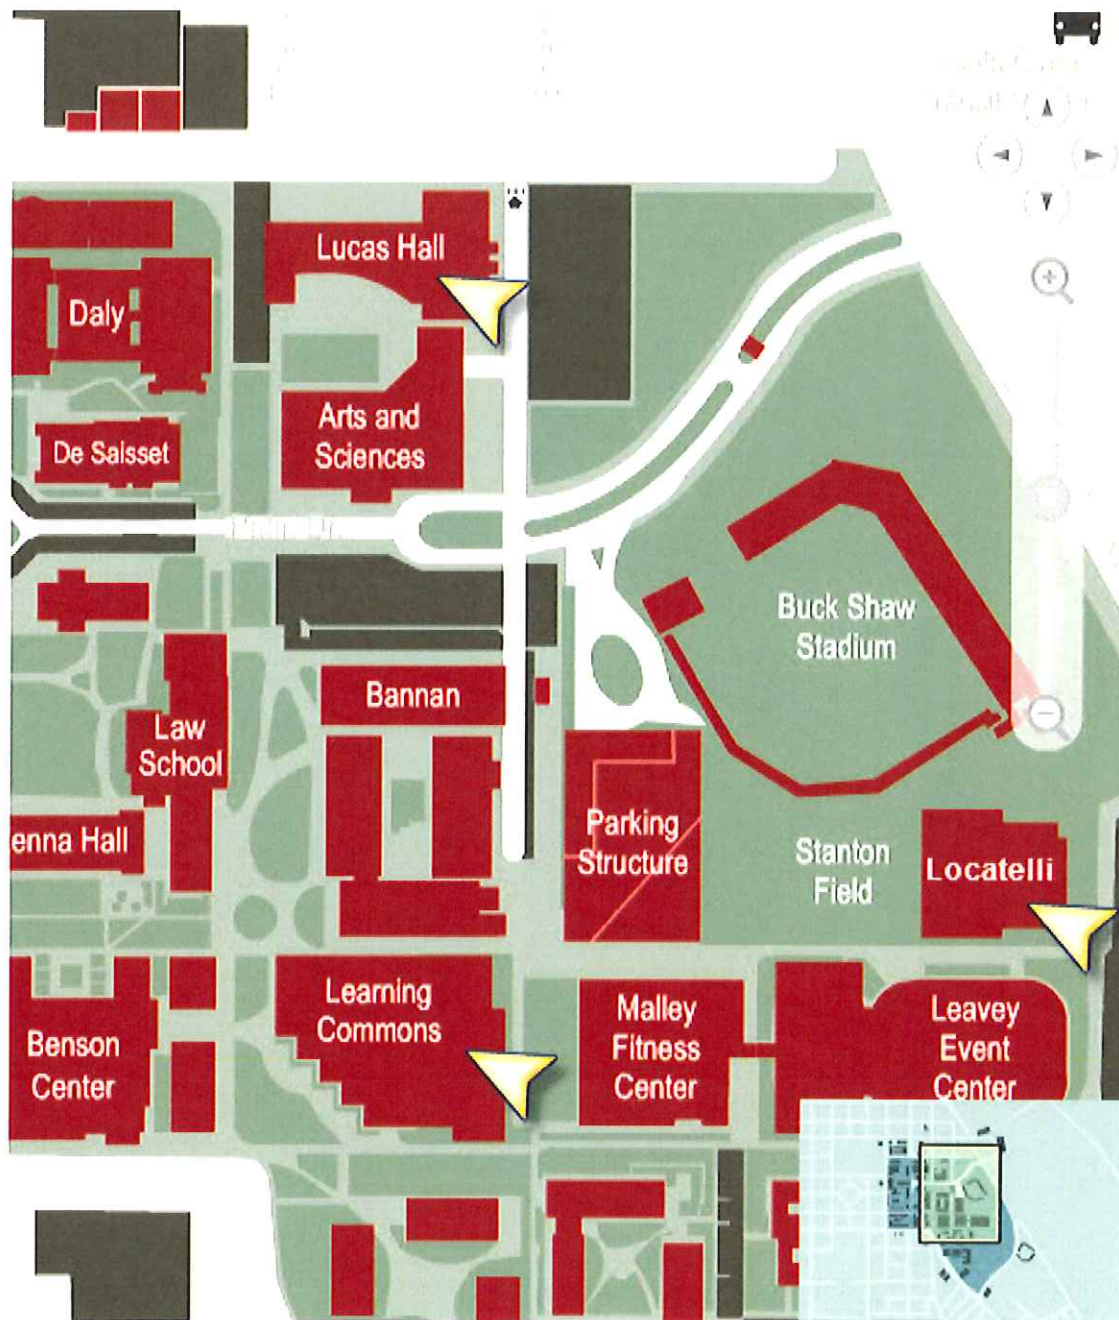 Lucas Hall
Daly
Arts and
Sciences
De Saisset
Buck Shaw
Stadium
Bannan
Law
School
Parking
Structure
enna Hall
Stanton
Field
Locatelli
Learning
Commons
Malley
Fitness
Center
Leavey
Event
Center
Benson
Center